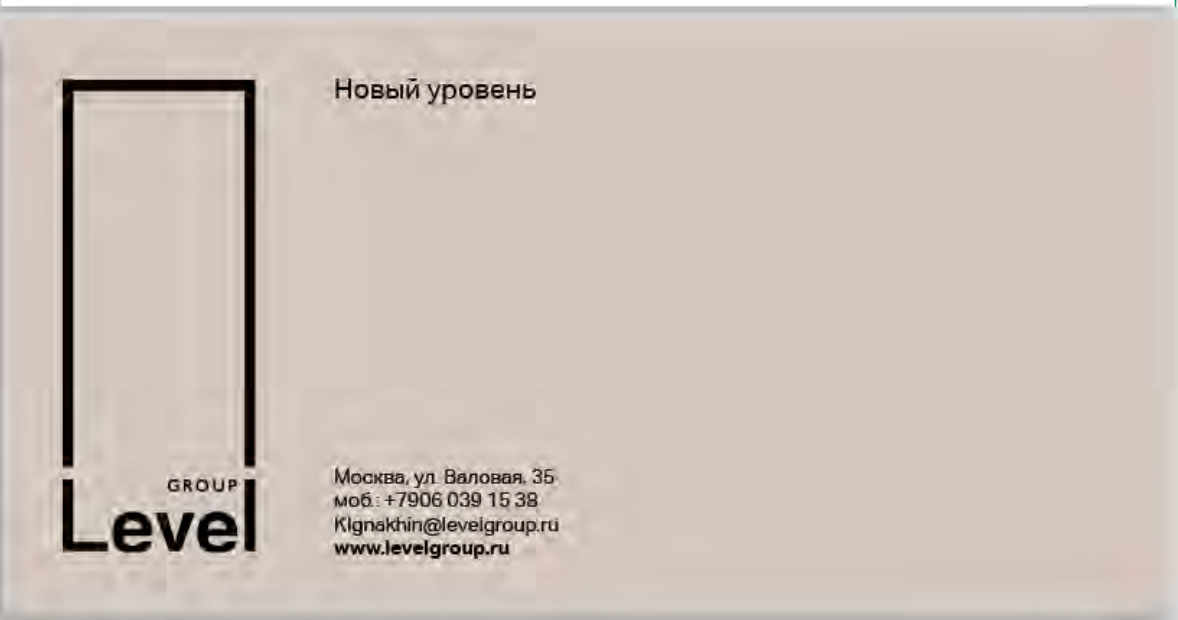 Новый уровень
GROUP
Level
Москва, ул. Валовая, 35
моб.: +7906 039 15 38
KIgnakhin@levelgroup.ru
www.levelgroup.ru